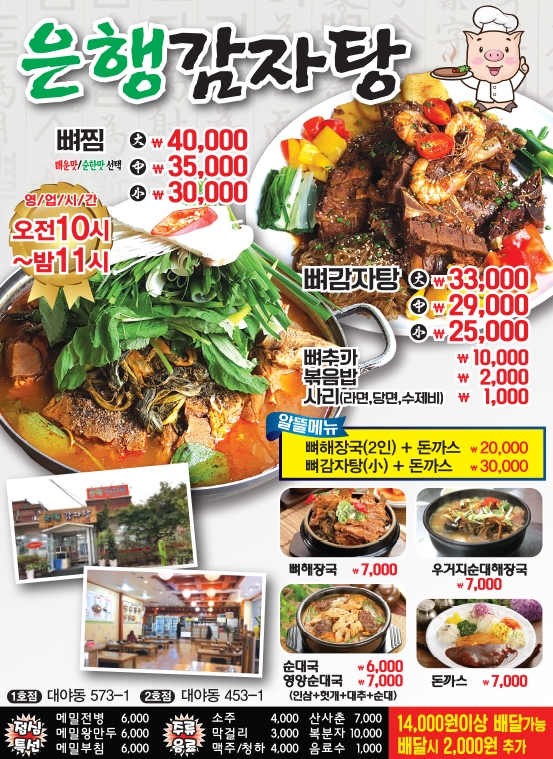 은행감자탕
뼈찜 大 ₩ 40,000
매운맛/순한맛 선택 中 ₩ 35,000
小 ₩ 30,000
영/업/시/간
오전10시
~밤11시
뼈감자탕 大 ₩ 33,000
中 ₩ 29,000
小 ₩ 25,000
뼈추가 ₩ 10,000
볶음밥 ₩ 2,000
사리(라면,당면,수제비) ₩ 1,000
알뜰메뉴
뼈해장국(2인) + 돈까스 ₩ 20,000
뼈감자탕(小) + 돈까스 ₩ 30,000
은행 감자탕
뼈해장국 ₩ 7,000
우거지순대해장국
₩ 7,000
순대국 ₩ 6,000
영양순대국 ₩ 7,000
(인삼+헛개+대추+순대)
돈까스 ₩ 7,000
1호점 대야동 573-1 2호점 대야동 453-1
점심특선
메밀전병 6,000
메밀왕만두 6,000
메밀부침 6,000
주류음료
소주 4,000 산사춘 7,000
막걸리 3,000 복분자 10,000
맥주/청하 4,000 음료수 1,000
14,000원이상 배달가능
배달시 2,000원 추가